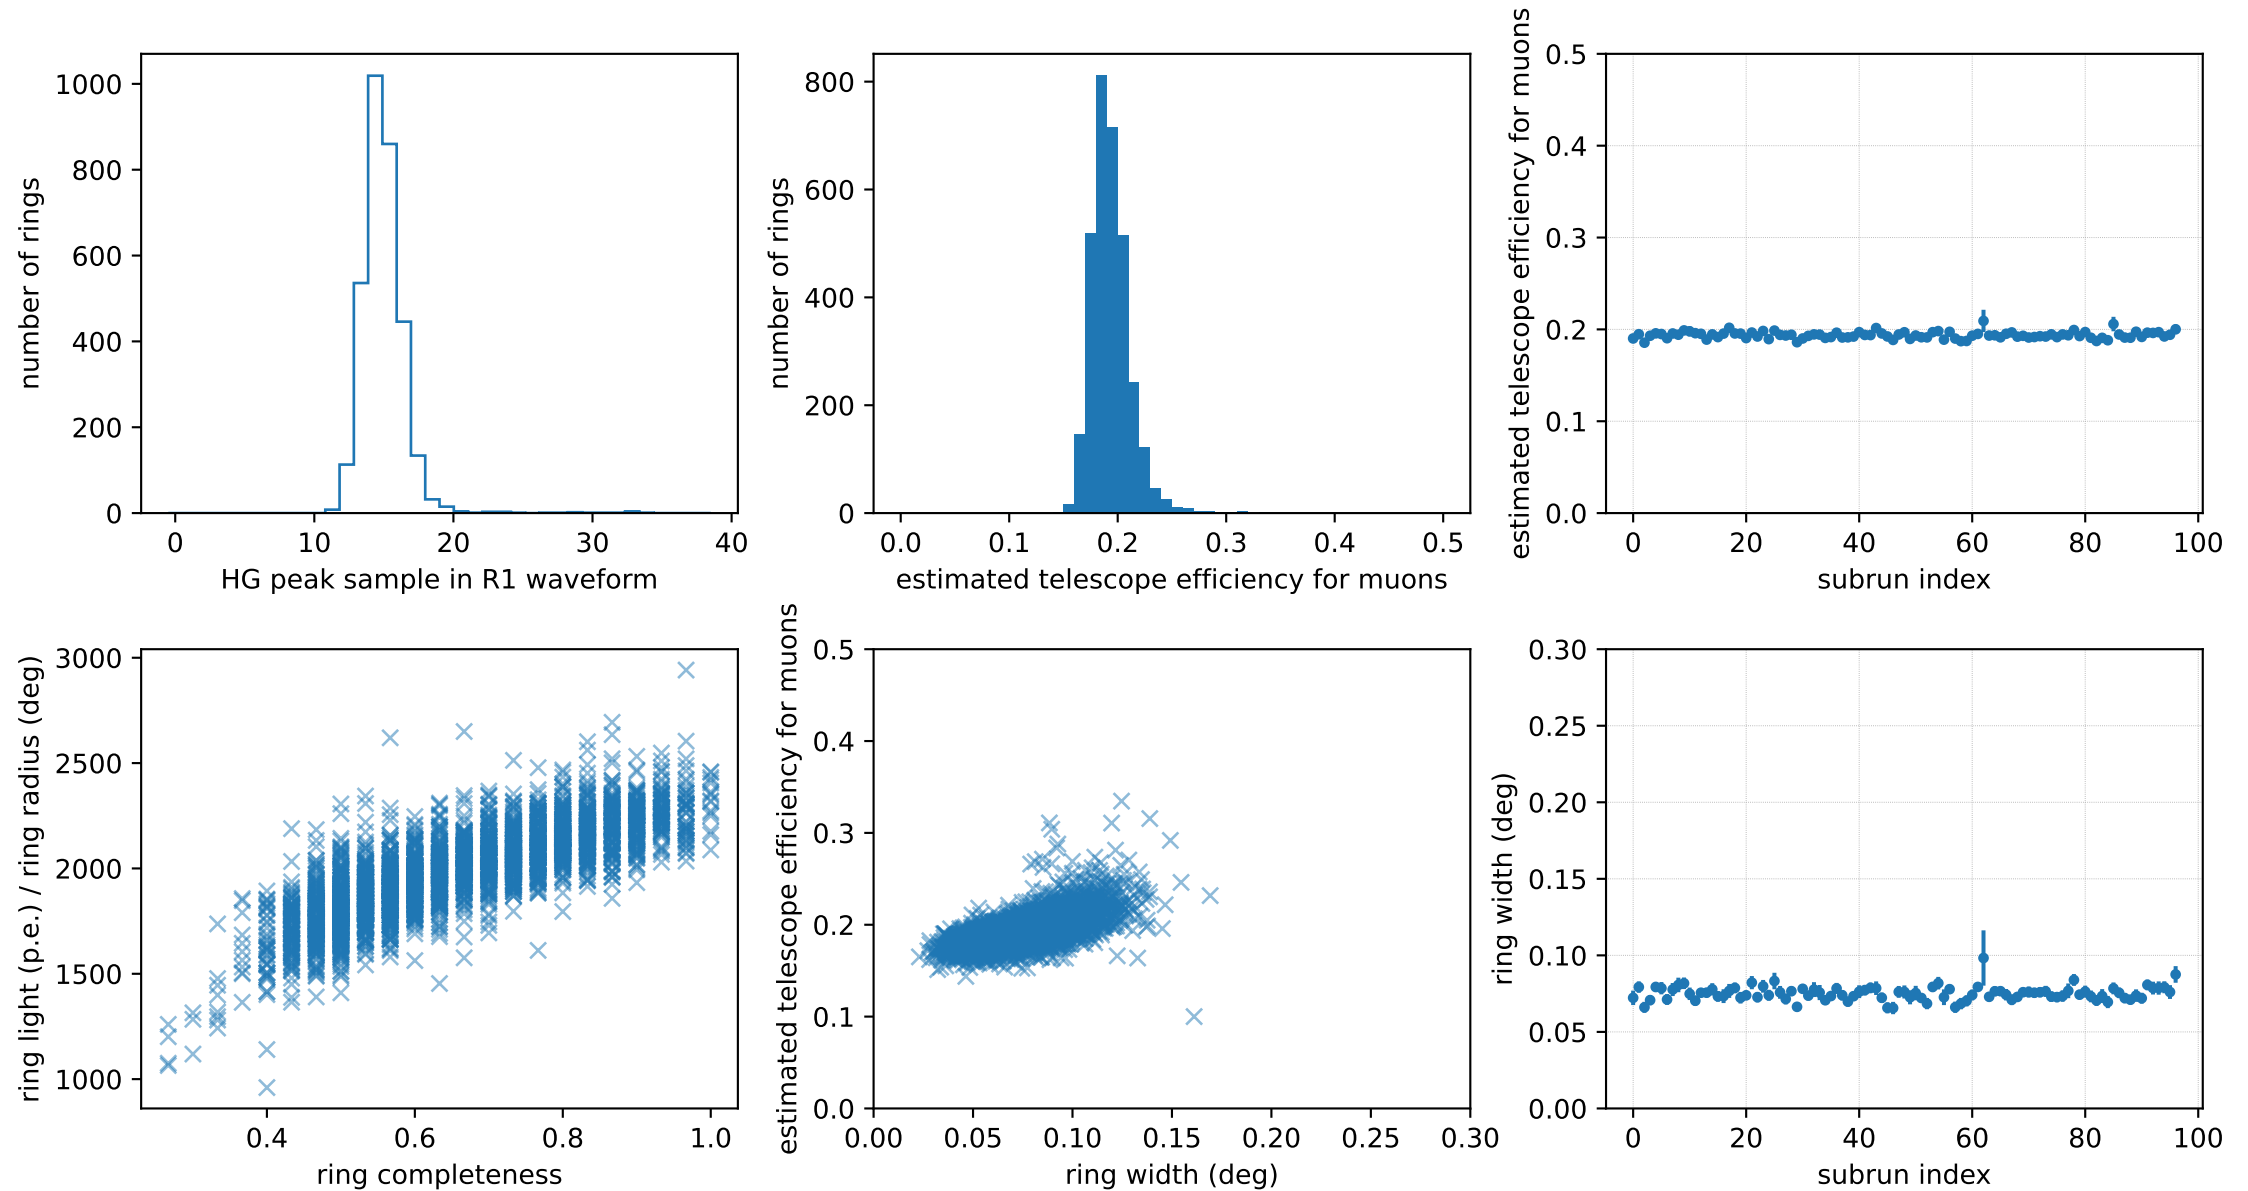 number of rings
1000
800
600
400
200
0
0 10 20 30 40
HG peak sample in R1 waveform
number of rings
800
600
400
200
0
0.0 0.1 0.2 0.3 0.4 0.5
estimated telescope efficiency for muons
estimated telescope efficiency for muons
0.5
0.4
0.3
0.2
0.1
0.0
0 20 40 60 80 100
subrun index
ring light (p.e.) / ring radius (deg)
3000
2500
2000
1500
1000
0.4 0.6 0.8 1.0
ring completeness
estimated telescope efficiency for muons
0.5
0.4
0.3
0.2
0.1
0.0
0.00 0.05 0.10 0.15 0.20 0.25 0.30
ring width (deg)
ring width (deg)
0.30
0.25
0.20
0.15
0.10
0.05
0.00
0 20 40 60 80 100
subrun index